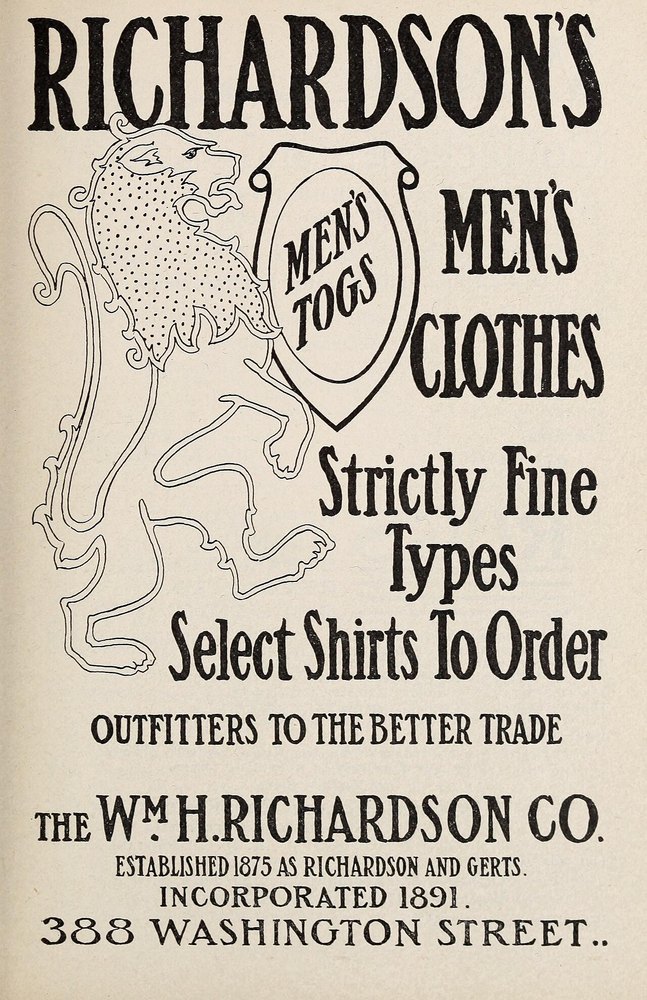 RICHARDSON'S
MEN'S
TOGS
MEN'S
CLOTHES
Strictly Fine
Types
Select Shirts To Order
OUTFITTERS TO THE BETTER TRADE
THE WM. H. RICHARDSON CO.
ESTABLISHED 1875 AS RICHARDSON AND GERTS.
INCORPORATED 1891.
388 WASHINGTON STREET..